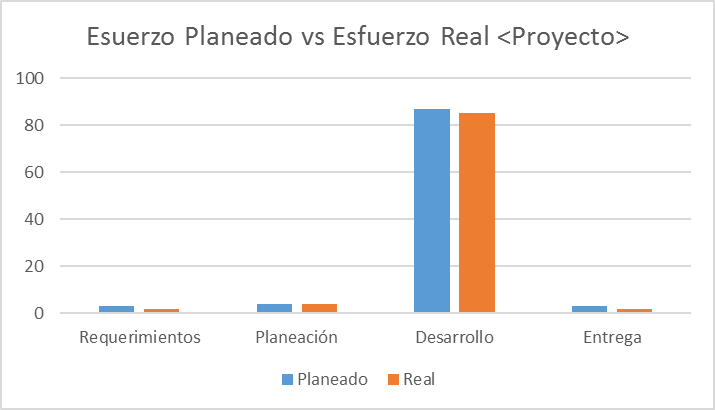 Esuerzo Planeado vs Esfuerzo Real <Proyecto>
100
80
60
40
20
0
Requerimientos Planeación Desarrollo Entrega
Planeado Real